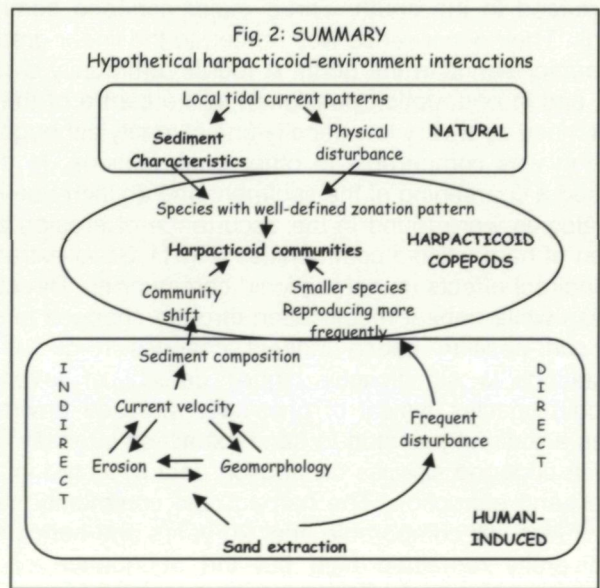 Fig. 2: SUMMARY
Hypothetical harpacticoid-environment interactions
Local tidal current patterns
Sediment
Characteristics
Physical
disturbance
NATURAL
Species with well-defined zonation pattern
Harpacticoid communities
HARPACTICOID
COPEPODS
Community
shift
Smaller species
Reproducing more
frequently
Sediment composition
INDIRECT
Current velocity
Erosion
Geomorphology
Frequent
disturbance
DIRECT
Sand extraction
HUMAN-
INDUCED